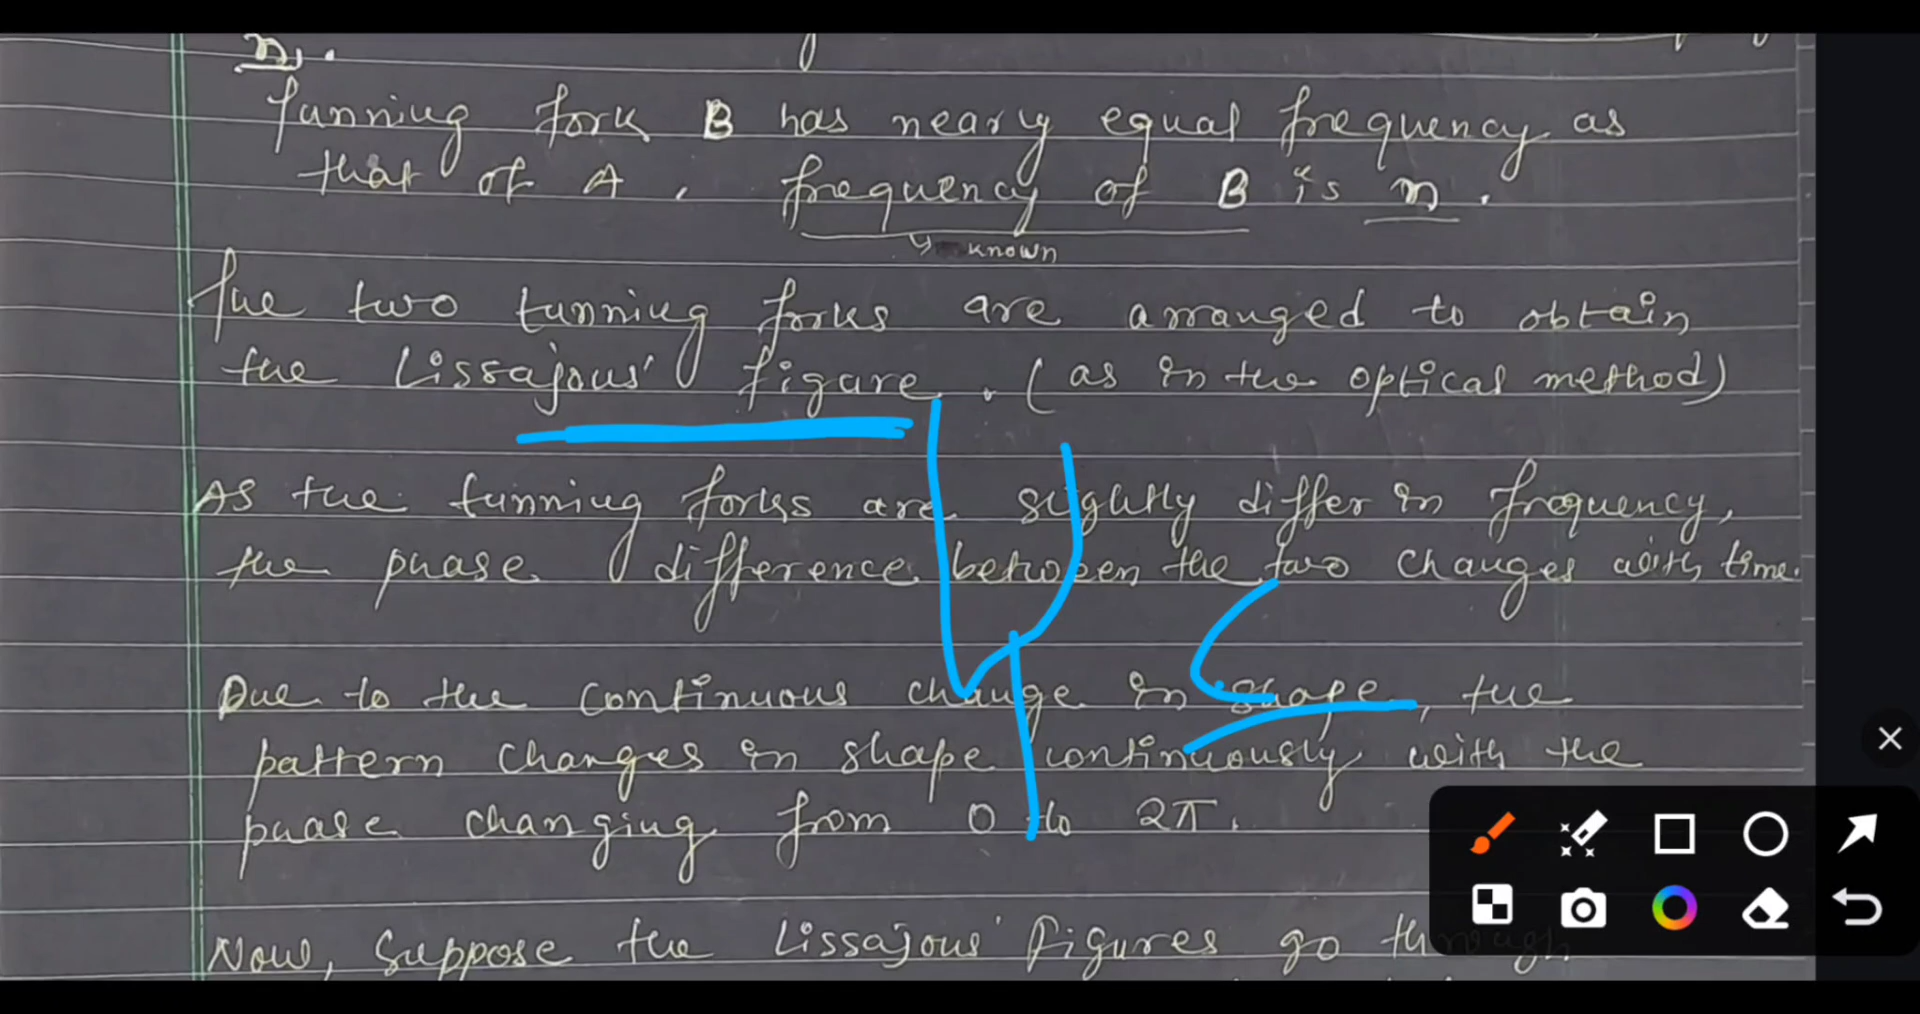 n1.
Tunning fork B has nearly equal frequency as
that of A. frequency of B is n.
known
The two tunning forks are arranged to obtain
the Lissajous' figure. (as in the optical method)
As the tunning forks are slightly differ in frequency,
the phase difference between the two changes with time.
Due to the continuous change in shape, the
pattern changes in shape continuously with the
phase changing from 0 to 2π.
Now, suppose the Lissajous' figures go through